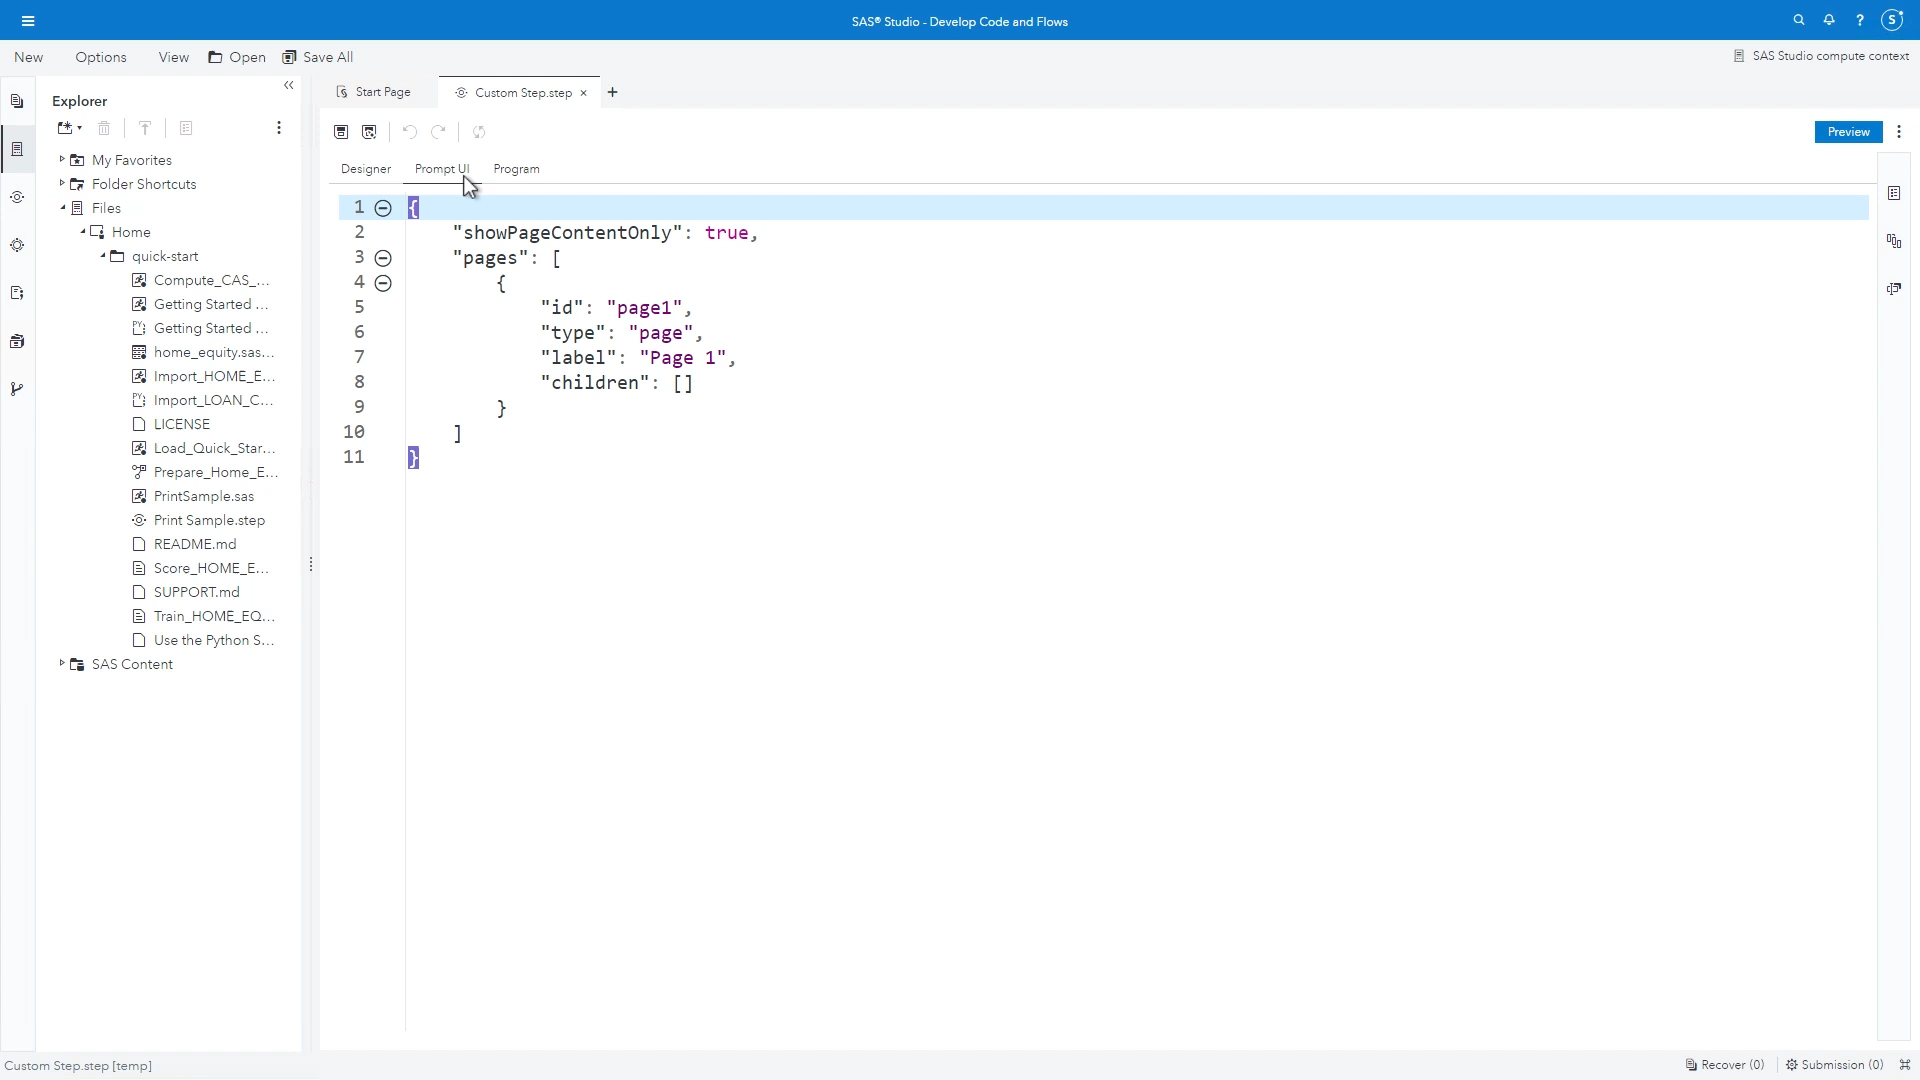 SAS® Studio - Develop Code and Flows
?
S
New
Options
View
Open
Save All
SAS Studio compute context
Explorer
My Favorites
Folder Shortcuts
Files
Home
quick-start
Compute_CAS_...
Getting Started ...
Getting Started ...
home_equity.sas...
Import_HOME_E...
Import_LOAN_C...
LICENSE
Load_Quick_Star...
Prepare_Home_E...
PrintSample.sas
Print Sample.step
README.md
Score_HOME_E...
SUPPORT.md
Train_HOME_EQ...
Use the Python S...
SAS Content
Start Page
Custom Step.step
Preview
Designer
Prompt UI
Program
1 {
2 "showPageContentOnly": true,
3 "pages": [
4 {
5 "id": "page1",
6 "type": "page",
7 "label": "Page 1",
8 "children": []
9 }
10 ]
11 }
Custom Step.step [temp]
Recover (0)
Submission (0)